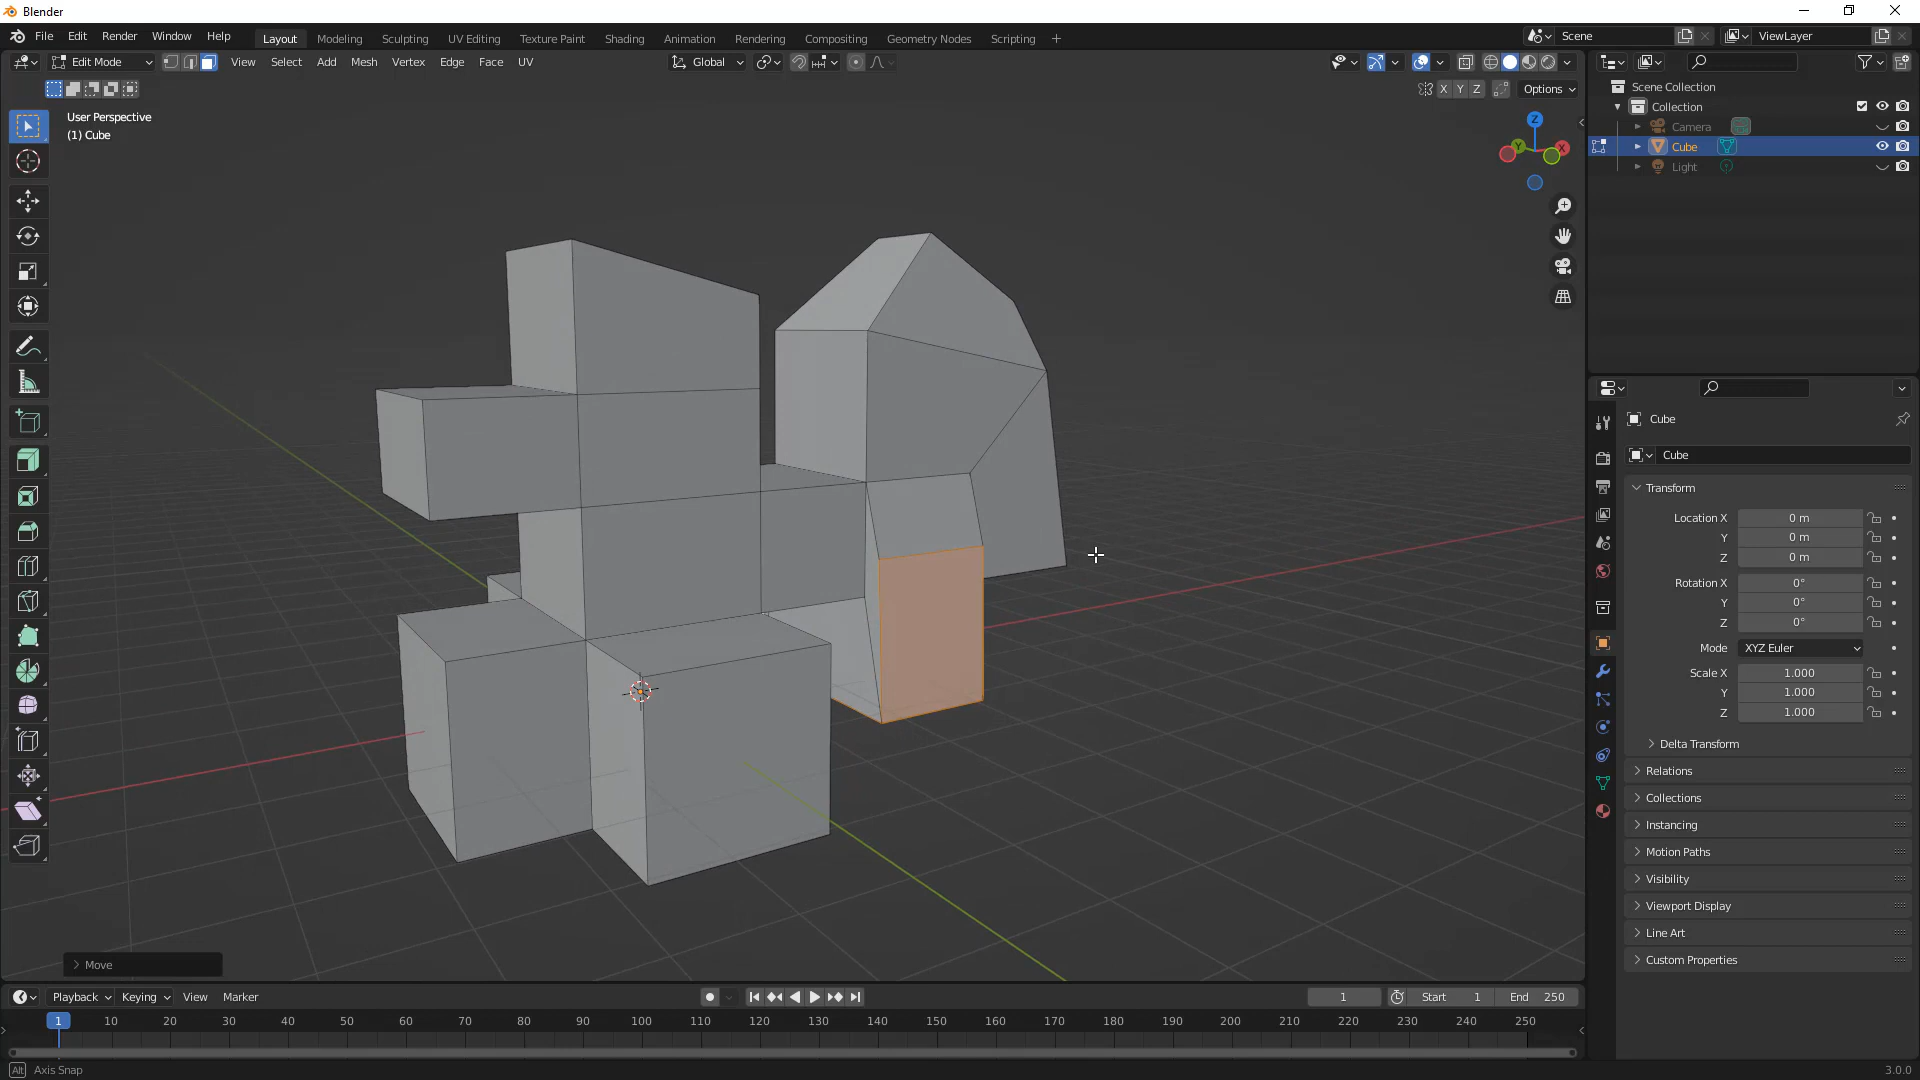 Blender
File Edit Render Window Help
Layout Modeling Sculpting UV Editing Texture Paint Shading Animation Rendering Compositing Geometry Nodes Scripting +
Scene
ViewLayer
Edit Mode
View Select Add Mesh Vertex Edge Face UV
Global
X Y Z
Options
User Perspective
(1) Cube
Z
Y
X
Scene Collection
Collection
Camera
Cube
Light
Cube
Cube
Transform
Location X 0 m
Y 0 m
Z 0 m
Rotation X 0°
Y 0°
Z 0°
Mode XYZ Euler
Scale X 1.000
Y 1.000
Z 1.000
Delta Transform
Relations
Collections
Instancing
Motion Paths
Visibility
Viewport Display
Line Art
Custom Properties
Move
Playback Keying View Marker
1
Start 1
End 250
1 10 20 30 40 50 60 70 80 90 100 110 120 130 140 150 160 170 180 190 200 210 220 230 240 250
Alt Axis Snap
3.0.0